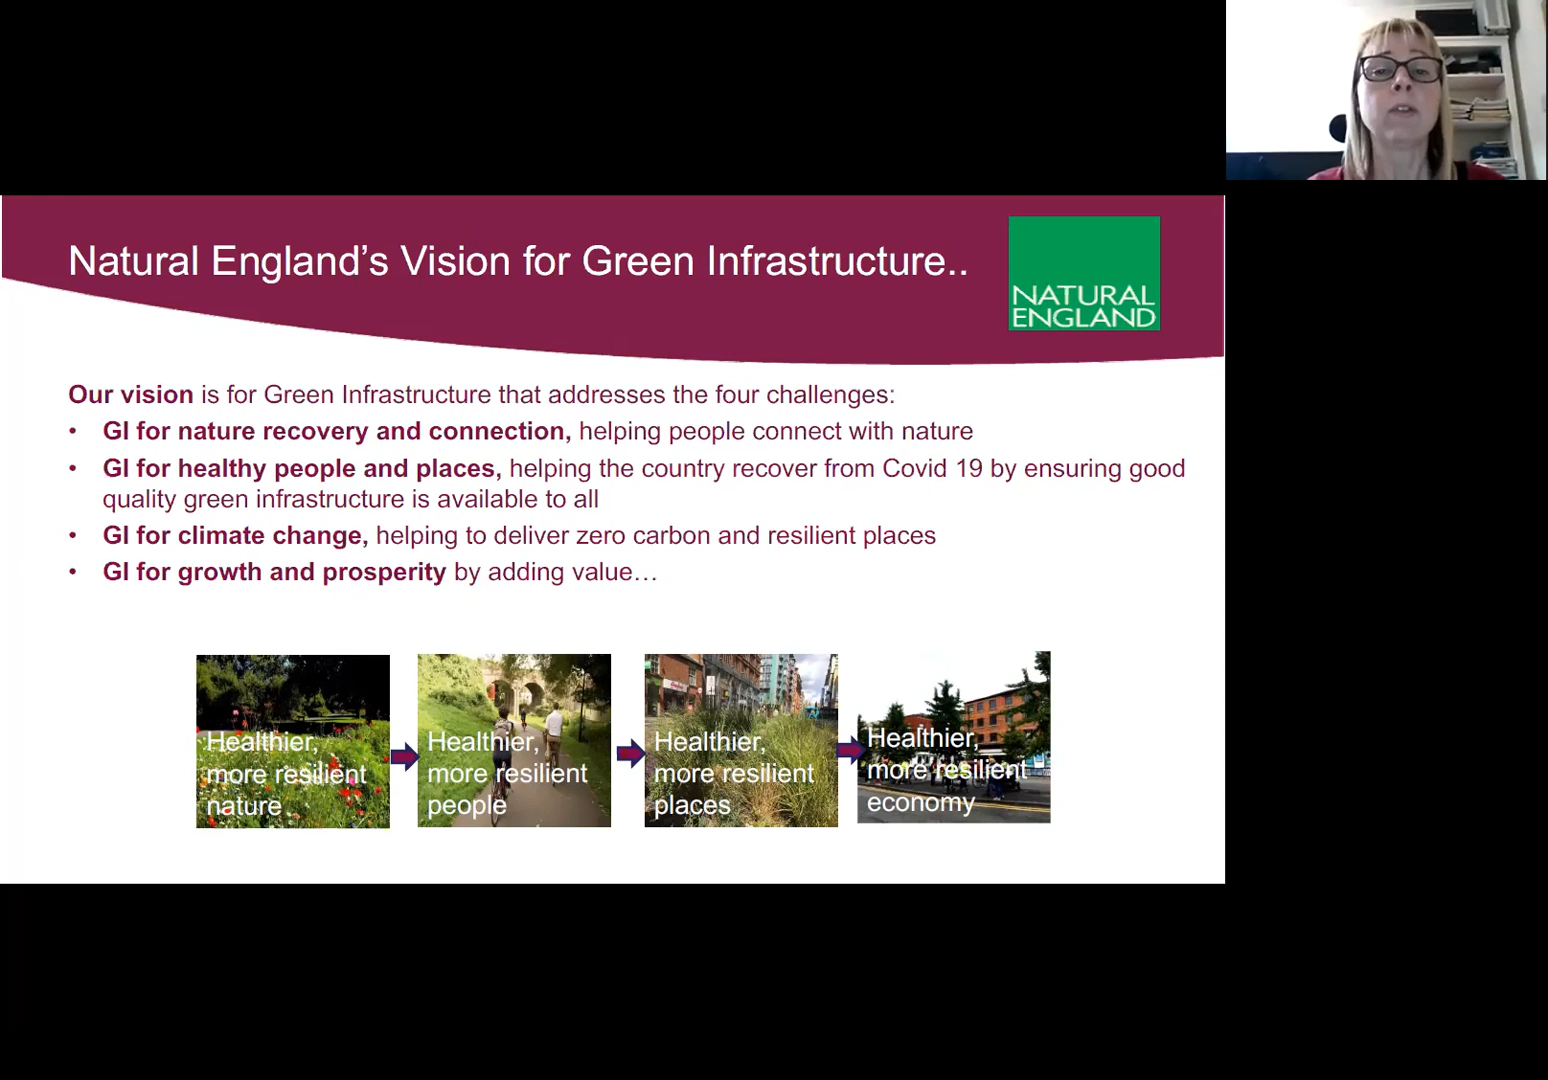 Natural England’s Vision for Green Infrastructure..
NATURAL
ENGLAND
Our vision is for Green Infrastructure that addresses the four challenges:
• GI for nature recovery and connection, helping people connect with nature
• GI for healthy people and places, helping the country recover from Covid 19 by ensuring good
quality green infrastructure is available to all
• GI for climate change, helping to deliver zero carbon and resilient places
• GI for growth and prosperity by adding value…
Healthier,
more resilient
nature
Healthier,
more resilient
people
Healthier,
more resilient
places
Healthier,
more resilient
economy